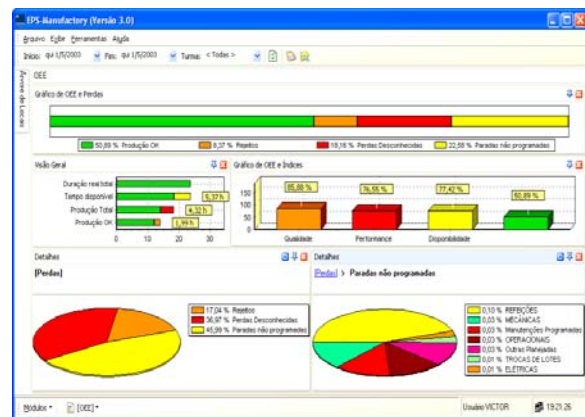 EPS-Manufactory (Versão 3.0)
Arquivo Exibe Ferramentas Ajuda
Início: qui 1/5/2003 Fim: qui 1/5/2003 Turma: < Todas >
Árvore de Locais
OEE
Gráfico de OEE e Perdas
50,89 % Produção OK 8,37 % Rejeitos 18,16 % Perdas Desconhecidas 22,58 % Paradas não programadas
Visão Geral
Duração real total
Tempo disponível
Produção Total
Produção OK
5,37 h
4,32 h
1,99 h
0 10 20 30
Gráfico de OEE e Índices
150
100
50
0
85,88 % 76,55 % 77,42 % 50,89 %
Qualidade Performance Disponibilidade
Detalhes
[Perdas]
17,04 % Rejeitos
36,97 % Perdas Desconhecidas
45,99 % Paradas não programadas
Detalhes
[Perdas] > Paradas não programadas
0,10 % REFEIÇÕES
0,03 % MECÂNICAS
0,03 % Manutenções Programadas
0,03 % OPERACIONAIS
0,03 % Outras Planejadas
0,01 % TROCAS DE LOTES
0,01 % ELÉTRICAS
Módulos [OEE] Usuário VICTOR 19:21:26